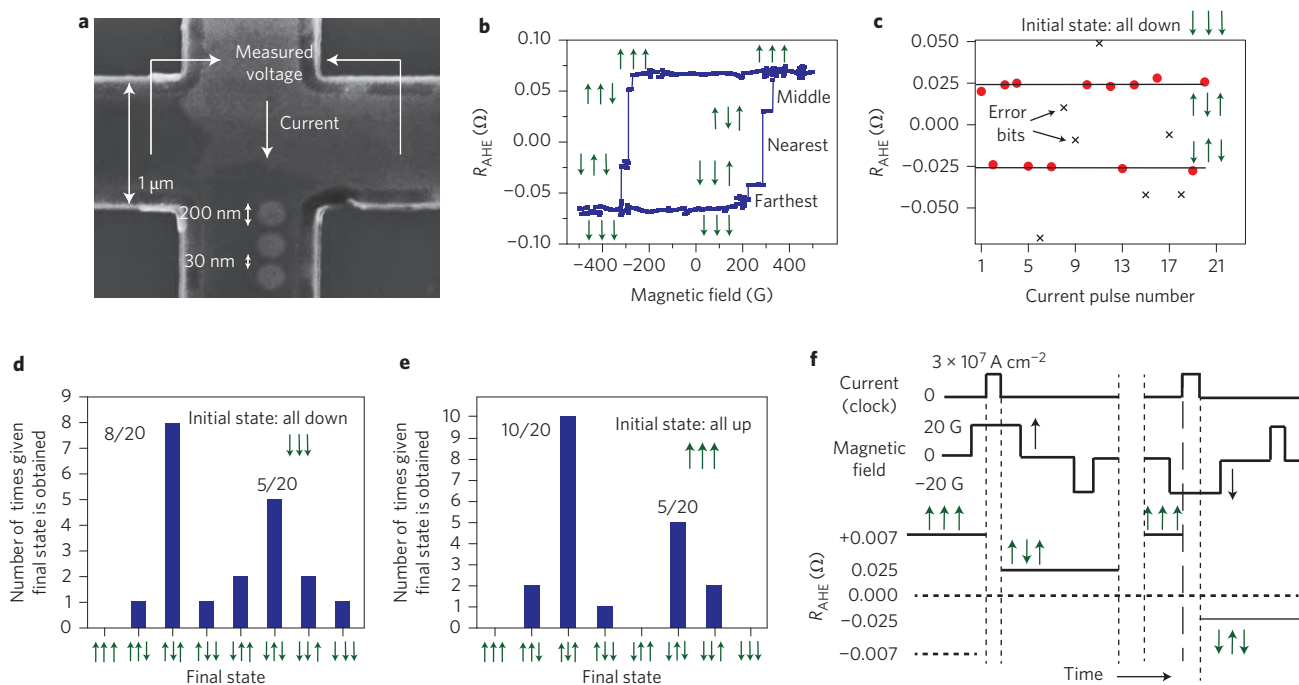 a
Measured
voltage
Current
1 μm
200 nm
30 nm
b
0.10
0.05
0.00
−0.05
−0.10
R_AHE (Ω)
↑↑↑
↑↑↑
Middle
↑↑↓
↑↓↑
Nearest
↓↑↓
↓↓↑
Farthest
↓↓↓
↓↓↓
−400 −200 0 200 400
Magnetic field (G)
c
Initial state: all down ↓↓↓
0.050
0.025
0.000
−0.025
−0.050
R_AHE (Ω)
Error
bits
↑↓↑
↓↑↓
1 5 9 13 17 21
Current pulse number
d
Number of times given
final state is obtained
9
8
7
6
5
4
3
2
1
0
8/20
Initial state: all down
↓↓↓
5/20
↑↑↑ ↑↑↓ ↑↓↑ ↑↓↓ ↓↑↑ ↓↑↓ ↓↓↑ ↓↓↓
Final state
e
Number of times given
final state is obtained
10
9
8
7
6
5
4
3
2
1
0
10/20
Initial state: all up
↑↑↑
5/20
↑↑↑ ↑↑↓ ↑↓↑ ↑↓↓ ↓↑↑ ↓↑↓ ↓↓↑ ↓↓↓
Final state
f
3 × 10⁷ A cm⁻²
Current
(clock)
0
20 G
Magnetic
field
0
−20 G
↑
↓
↑↑↑
↑↑↑
+0.007
↑↓↑
0.025
R_AHE (Ω)
0.000
−0.025
↓↑↓
−0.007
Time